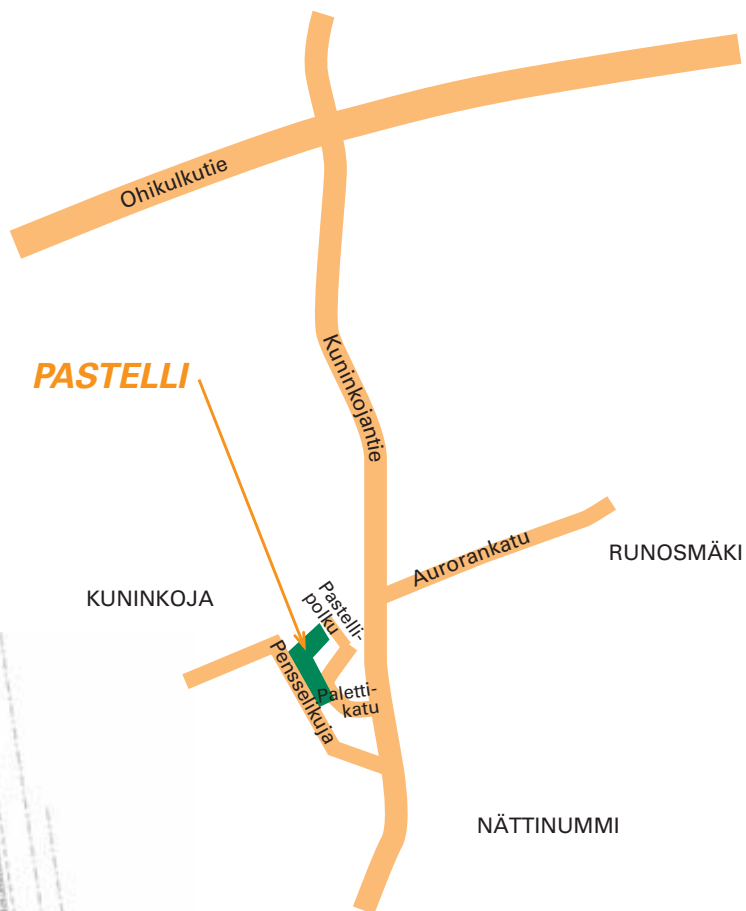 Ohikulkutie
Kuninkojantie
PASTELLI
Aurorankatu
RUNOSMÄKI
KUNINKOJA
Pastelli-
polku
Pensselikuja
Paletti-
katu
NÄTTINUMMI